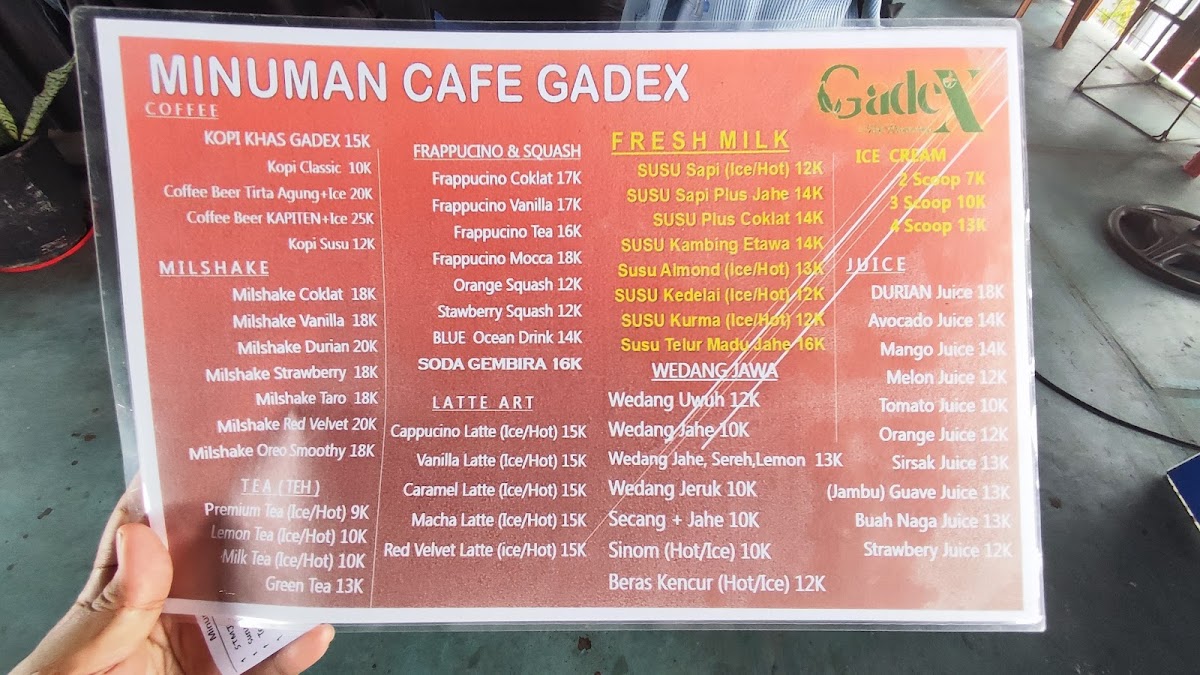 MINUMAN CAFE GADEX
GadeX
COFFEE
KOPI KHAS GADEX 15K
Kopi Classic 10K
Coffee Beer Tirta Agung+Ice 20K
Coffee Beer KAPITEN+Ice 25K
Kopi Susu 12K
MILSHAKE
Milshake Coklat 18K
Milshake Vanilla 18K
Milshake Durian 20K
Milshake Strawberry 18K
Milshake Taro 18K
Milshake Red Velvet 20K
Milshake Oreo Smoothy 18K
TEA ( TEH )
Premium Tea (Ice/Hot) 9K
Lemon Tea (Ice/Hot) 10K
Milk Tea (Ice/Hot) 10K
Green Tea 13K
FRAPPUCINO & SQUASH
Frappucino Coklat 17K
Frappucino Vanilla 17K
Frappucino Tea 16K
Frappucino Mocca 18K
Orange Squash 12K
Stawberry Squash 12K
BLUE Ocean Drink 14K
SODA GEMBIRA 16K
LATTE ART
Cappucino Latte (Ice/Hot) 15K
Vanilla Latte (Ice/Hot) 15K
Caramel Latte (Ice/Hot) 15K
Macha Latte (Ice/Hot) 15K
Red Velvet Latte (ice/Hot) 15K
FRESH MILK
SUSU Sapi (Ice/Hot) 12K
SUSU Sapi Plus Jahe 14K
SUSU Plus Coklat 14K
SUSU Kambing Etawa 14K
Susu Almond (Ice/Hot) 13K
SUSU Kedelai (Ice/Hot) 12K
SUSU Kurma (Ice/Hot) 12K
Susu Telur Madu Jahe 16K
WEDANG JAWA
Wedang Uwuh 12K
Wedang Jahe 10K
Wedang Jahe, Sereh,Lemon 13K
Wedang Jeruk 10K
Secang + Jahe 10K
Sinom (Hot/Ice) 10K
Beras Kencur (Hot/Ice) 12K
ICE CREAM
2 Scoop 7K
3 Scoop 10K
4 Scoop 13K
JUICE
DURIAN Juice 18K
Avocado Juice 14K
Mango Juice 14K
Melon Juice 12K
Tomato Juice 10K
Orange Juice 12K
Sirsak Juice 13K
(Jambu) Guave Juice 13K
Buah Naga Juice 13K
Strawbery Juice 12K